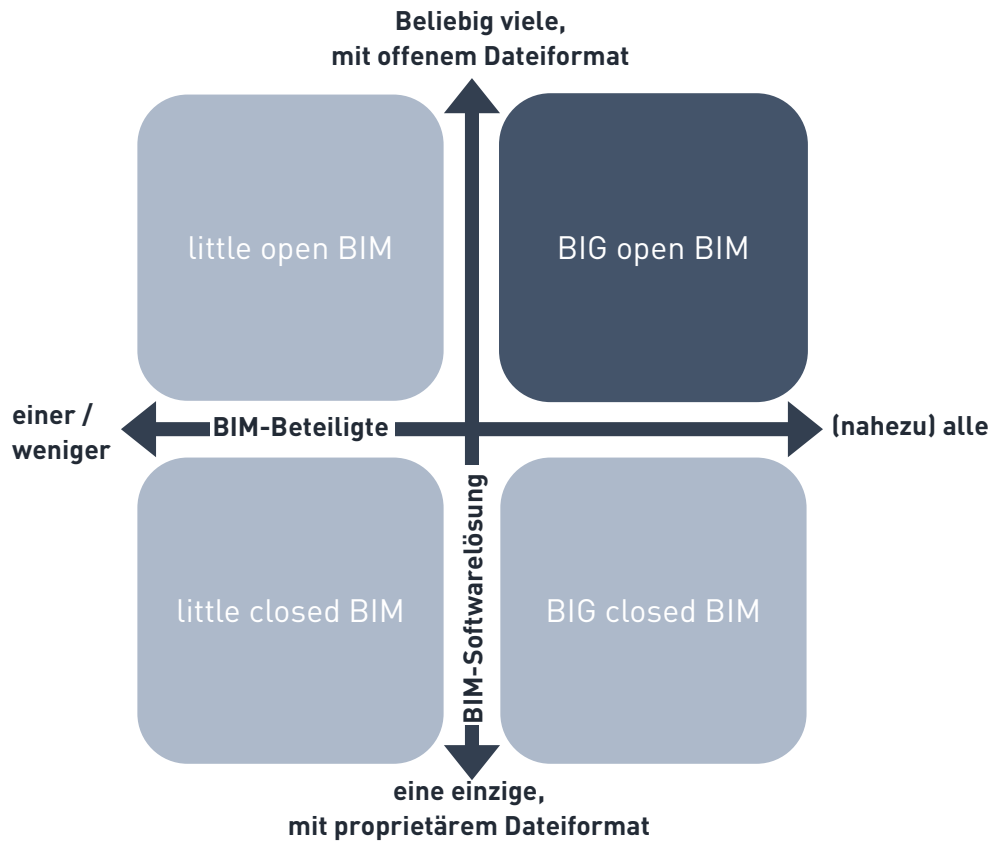 Beliebig viele,
mit offenem Dateiformat
little open BIM
BIG open BIM
einer /
weniger
BIM-Beteiligte
(nahezu) alle
BIM-Softwarelösung
little closed BIM
BIG closed BIM
eine einzige,
mit proprietärem Dateiformat